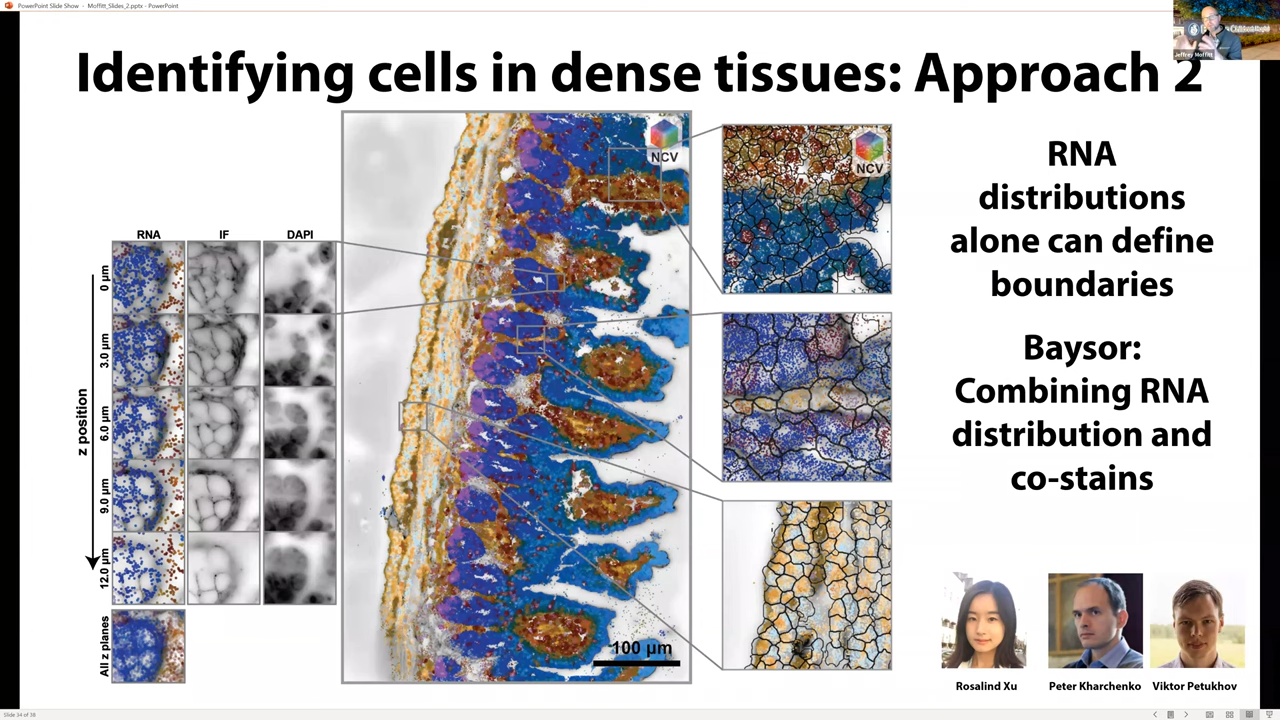 PowerPoint Slide Show - Moffitt_Slides_2.pptx - PowerPoint
Jeffrey Moffitt
Identifying cells in dense tissues: Approach 2
RNA
IF
DAPI
z position
0 µm
3.0 µm
6.0 µm
9.0 µm
12.0 µm
All z planes
NCV
100 µm
NCV
RNA
distributions
alone can define
boundaries
Baysor:
Combining RNA
distribution and
co-stains
Rosalind Xu
Peter Kharchenko
Viktor Petukhov
Slide 34 of 38